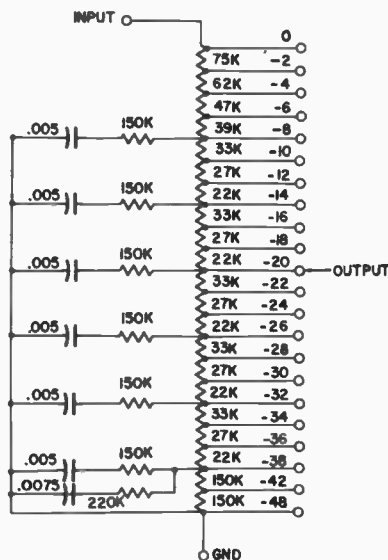 INPUT
0
75K -2
62K -4
47K -6
.005 150K 39K -8
33K -10
27K -12
.005 150K 22K -14
33K -16
27K -18
.005 150K 22K -20 OUTPUT
33K -22
27K -24
.005 150K 22K -26
33K -28
27K -30
.005 150K 22K -32
33K -34
27K -36
.005 150K 22K -38
.0075 220K 150K -42
150K -48
GND